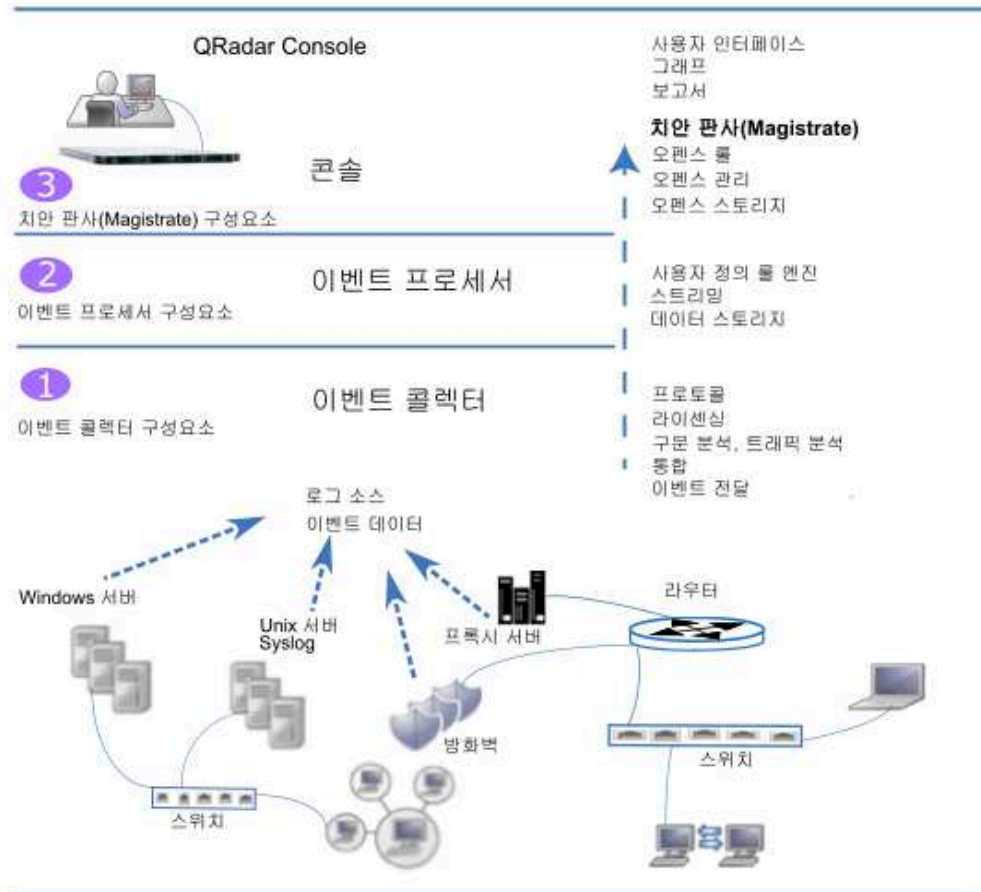 QRadar Console
사용자 인터페이스
그래프
보고서
치안 판사(Magistrate)
오펜스 룰
오펜스 관리
오펜스 스토리지
콘솔
3
치안 판사(Magistrate) 구성요소
2
이벤트 프로세서
이벤트 프로세서 구성요소
사용자 정의 룰 엔진
스트리밍
데이터 스토리지
1
이벤트 콜렉터
이벤트 콜렉터 구성요소
프로토콜
라이센싱
구문 분석, 트래픽 분석
통합
이벤트 전달
로그 소스
이벤트 데이터
Windows 서버
Unix 서버
Syslog
프록시 서버
라우터
방화벽
스위치
스위치